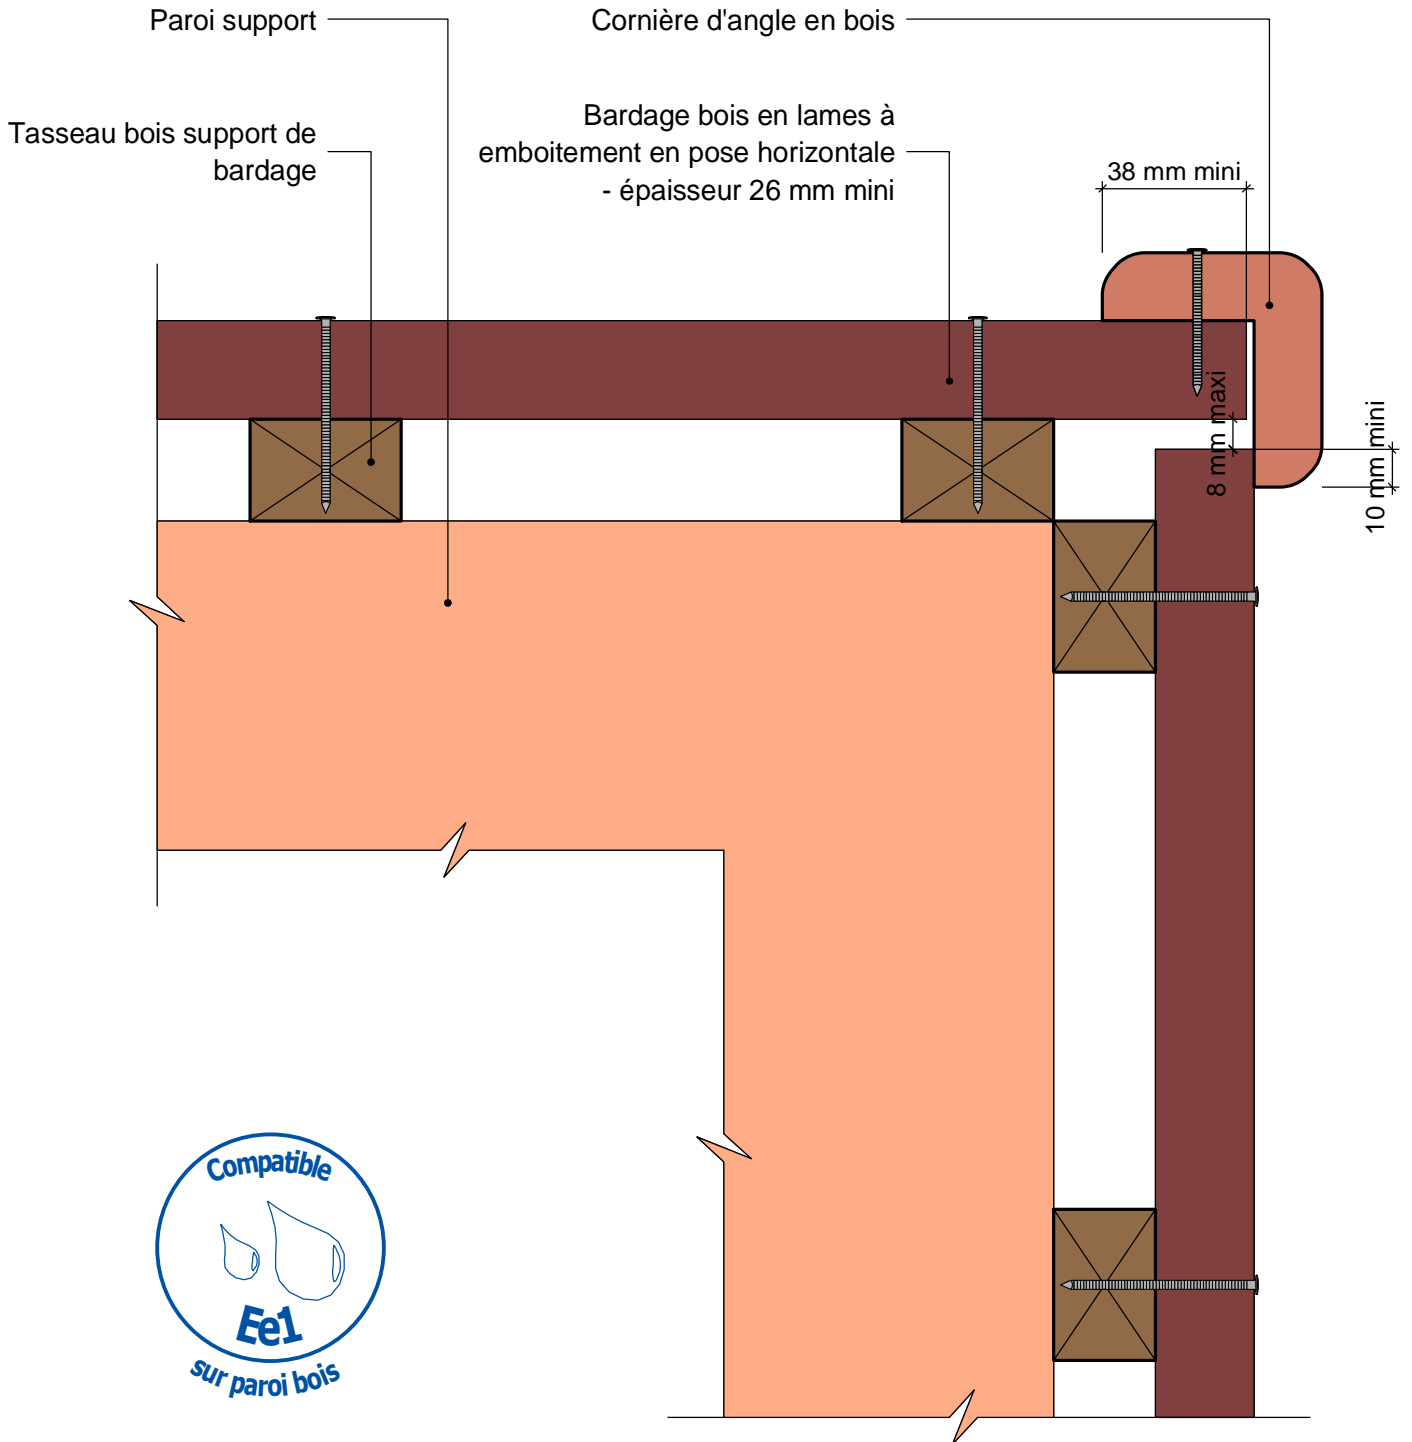 Paroi support
Cornière d'angle en bois
Tasseau bois support de
bardage
Bardage bois en lames à
emboitement en pose horizontale
- épaisseur 26 mm mini
38 mm mini
8 mm maxi
10 mm mini
Compatible
Ee1
sur paroi bois